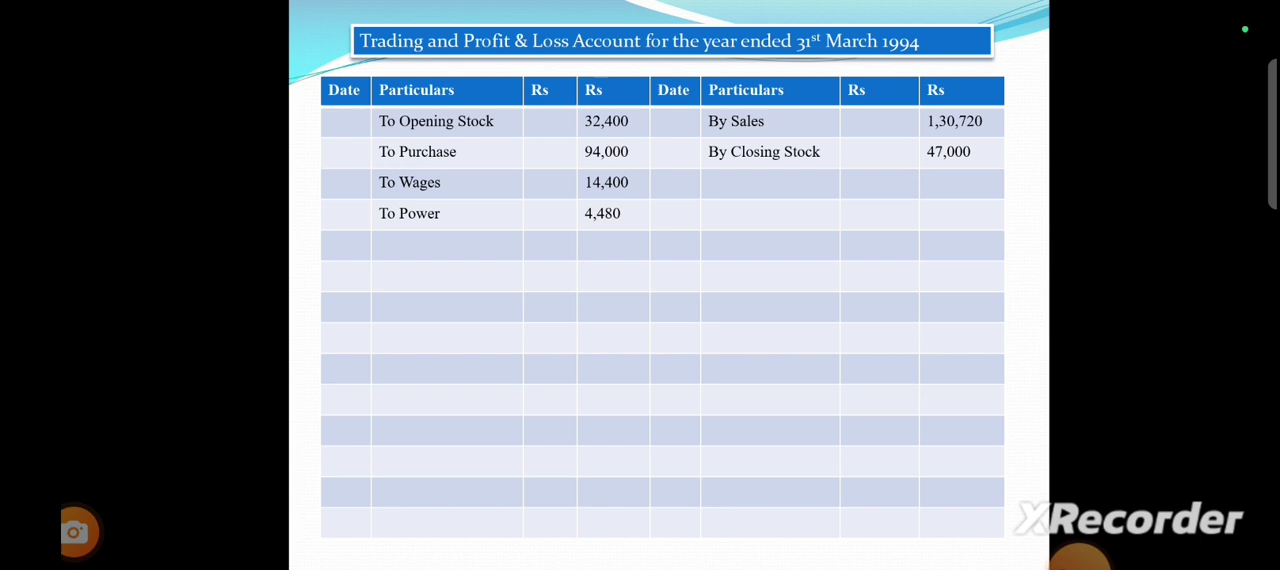 Trading and Profit & Loss Account for the year ended 31st March 1994
Date Particulars Rs Rs Date Particulars Rs Rs
To Opening Stock 32,400 By Sales 1,30,720
To Purchase 94,000 By Closing Stock 47,000
To Wages 14,400
To Power 4,480
XRecorder